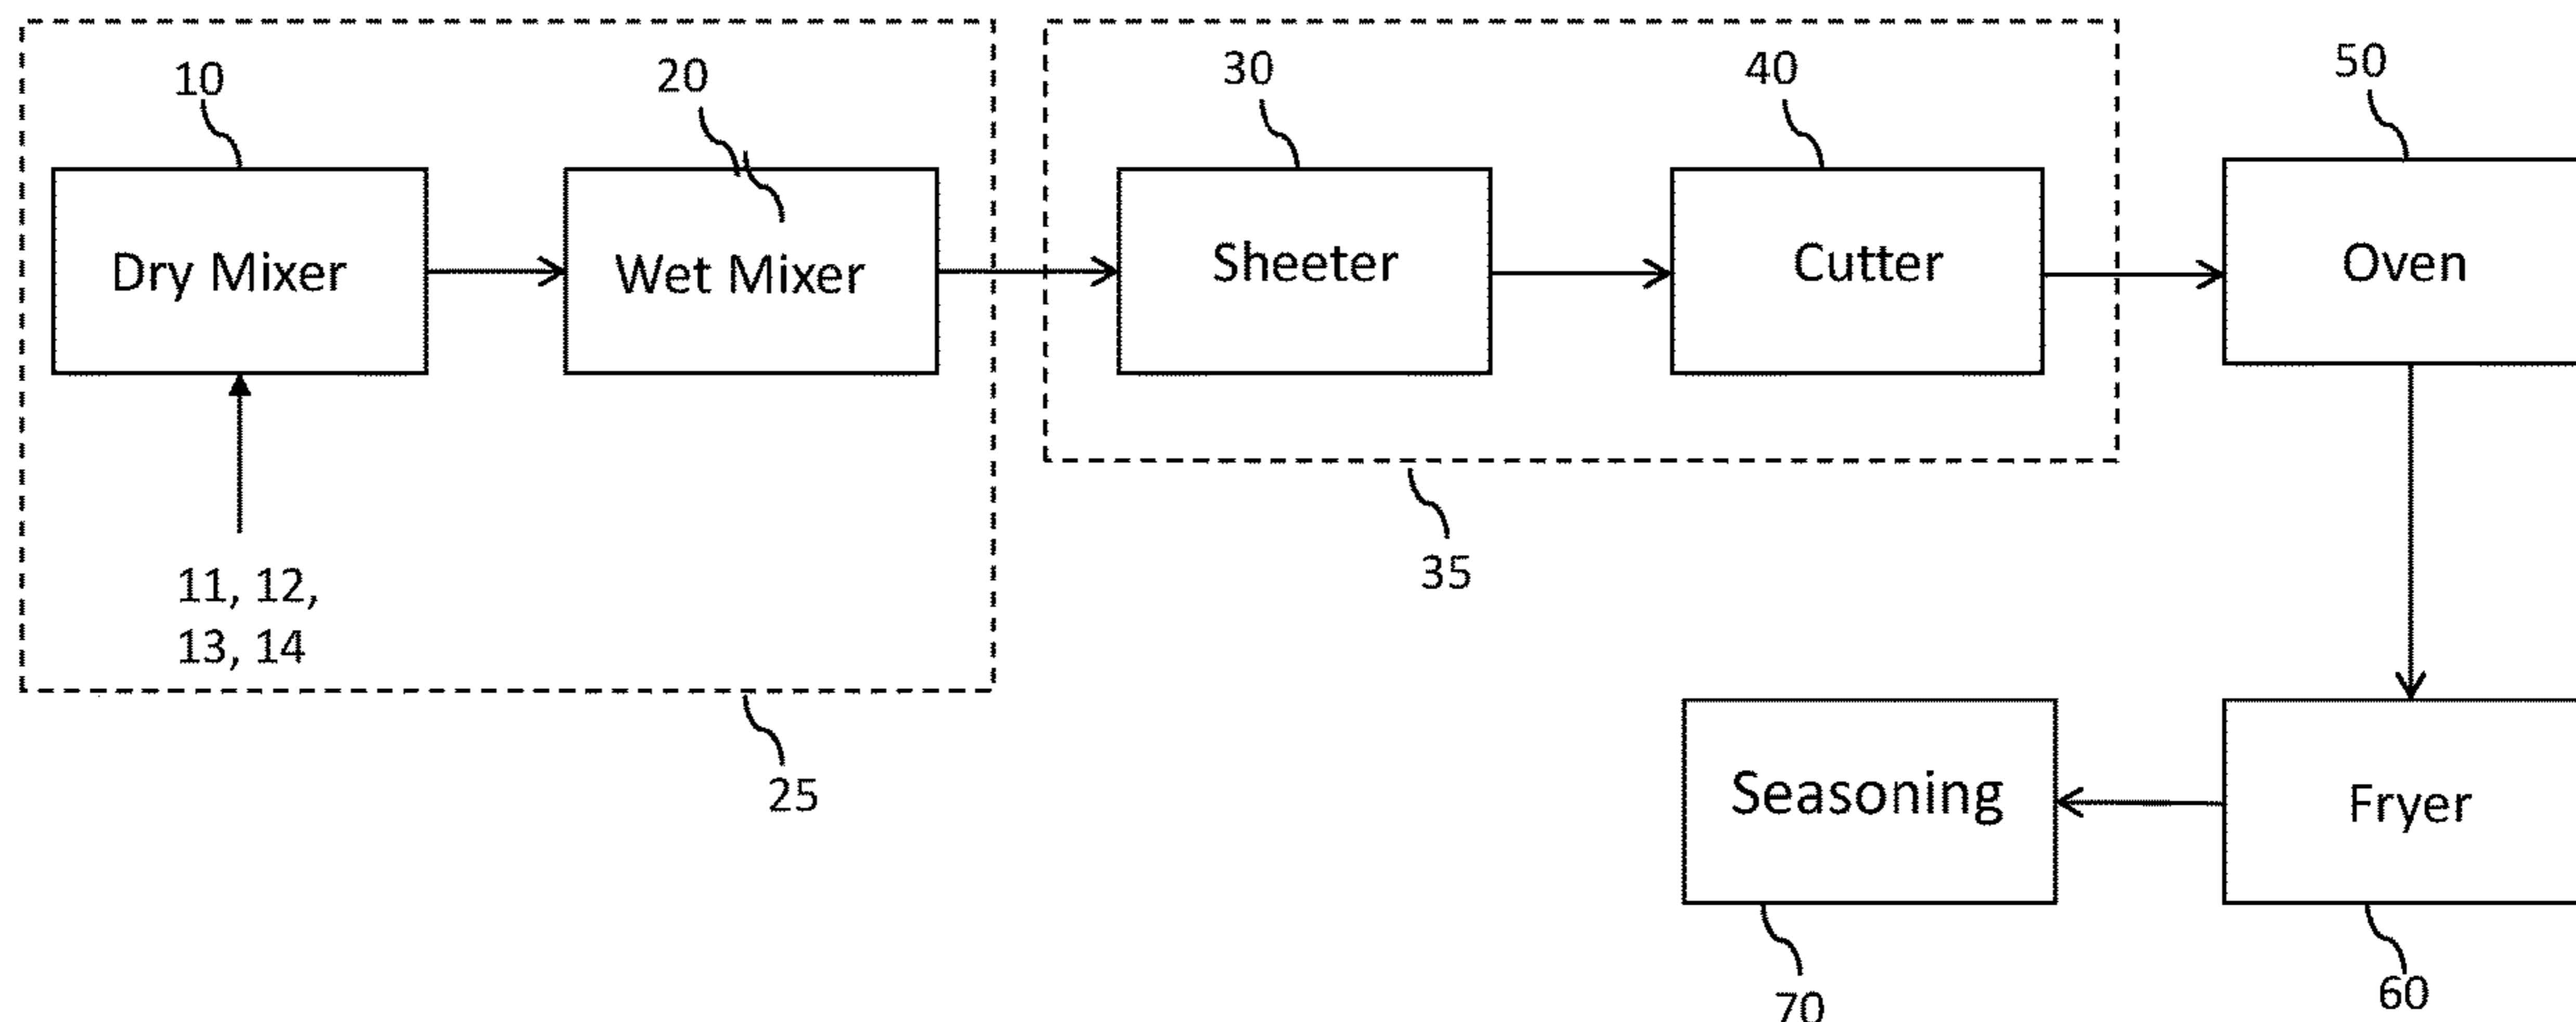 10
20
30
40
50
Dry Mixer
Wet Mixer
Sheeter
Cutter
Oven
11, 12,
13, 14
35
25
Seasoning
Fryer
70
60